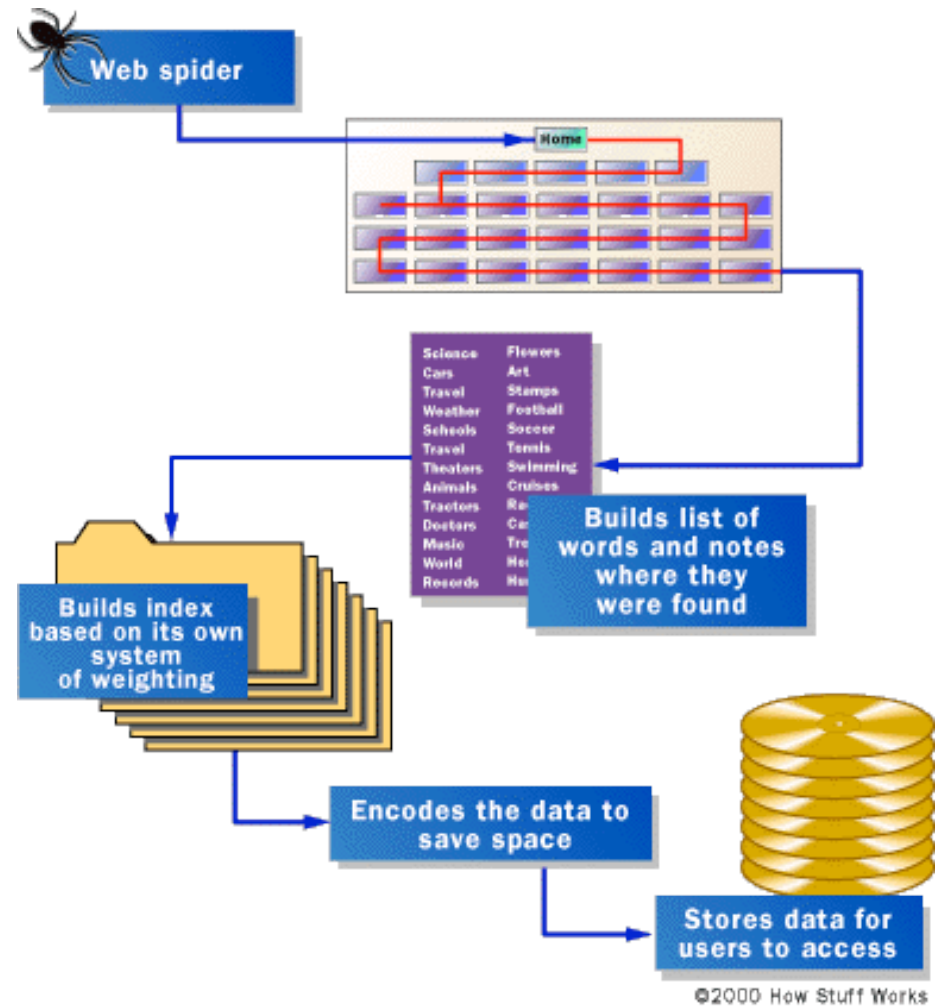 Web spider
Home
Science
Cars
Travel
Weather
Schools
Travel
Theaters
Animals
Tractors
Doctors
Music
World
Records
Flowers
Art
Stamps
Football
Soccer
Tennis
Swimming
Cruises
Builds list of
words and notes
where they
were found
Builds index
based on its own
system
of weighting
Encodes the data to
save space
Stores data for
users to access
©2000 How Stuff Works